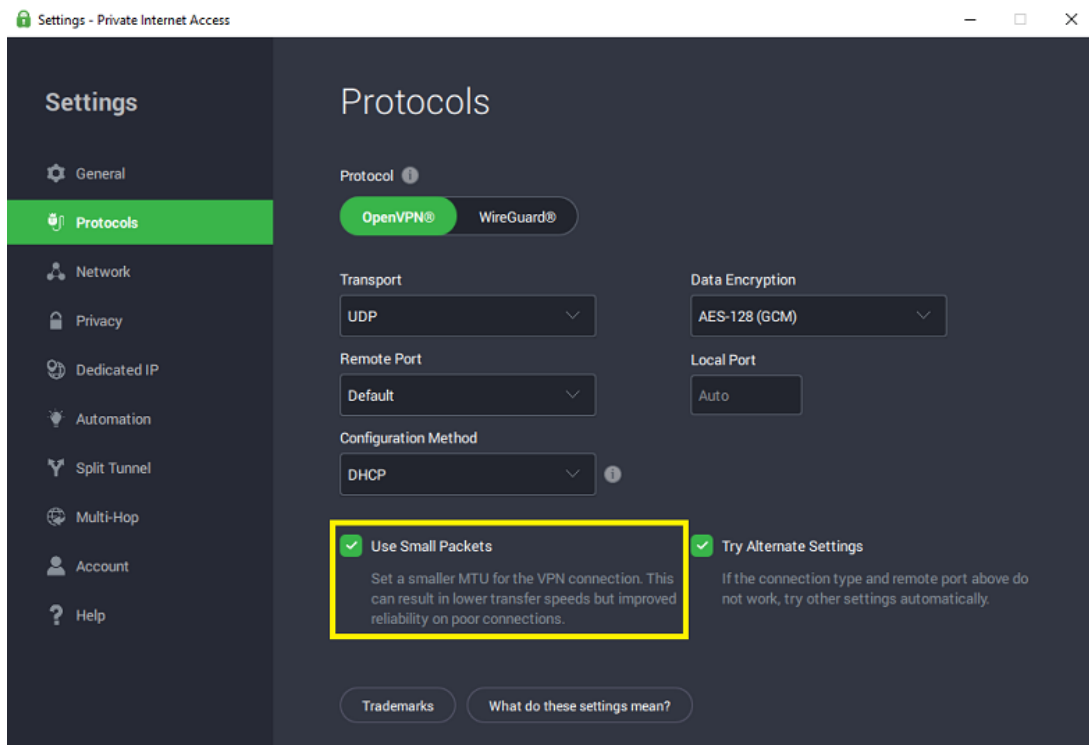 Settings - Private Internet Access
Settings
General
Protocols
Network
Privacy
Dedicated IP
Automation
Split Tunnel
Multi-Hop
Account
Help
Protocols
Protocol
OpenVPN® WireGuard®
Transport
UDP
Data Encryption
AES-128 (GCM)
Remote Port
Default
Local Port
Auto
Configuration Method
DHCP
Use Small Packets
Set a smaller MTU for the VPN connection. This
can result in lower transfer speeds but improved
reliability on poor connections.
Try Alternate Settings
If the connection type and remote port above do
not work, try other settings automatically.
Trademarks
What do these settings mean?